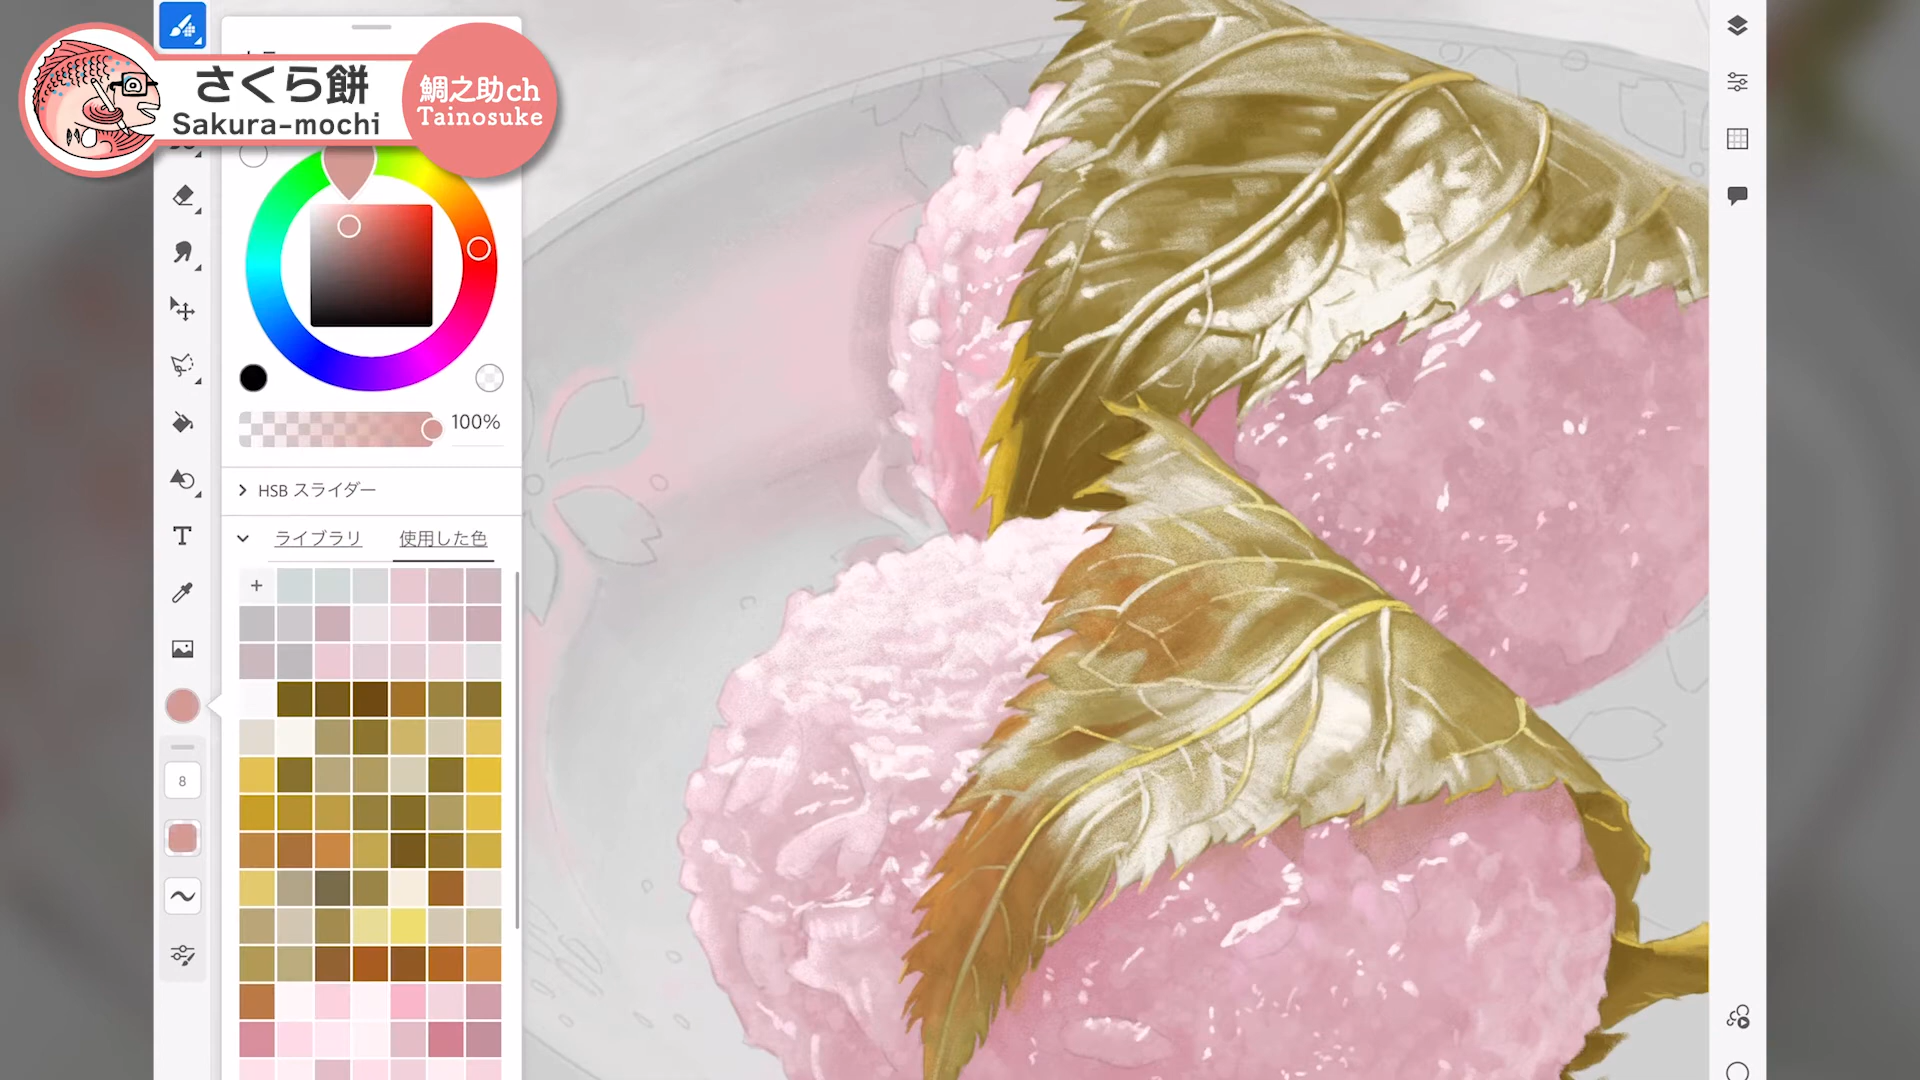 さくら餅
Sakura-mochi
鯛之助ch
Tainosuke
100%
HSB スライダー
ライブラリ
使用した色
T
8